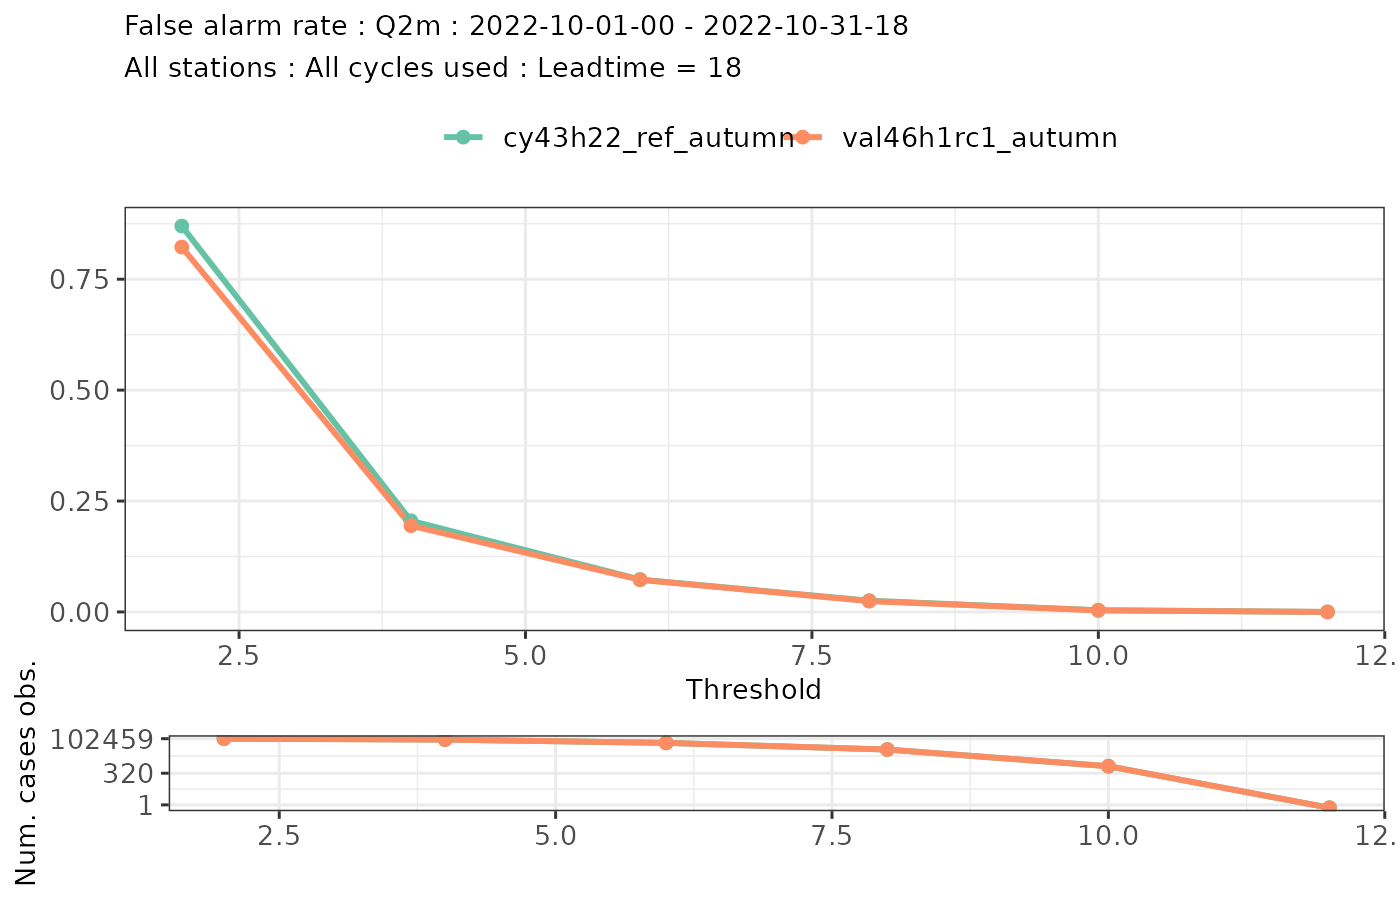 False alarm rate : Q2m : 2022-10-01-00 - 2022-10-31-18
All stations : All cycles used : Leadtime = 18
cy43h22_ref_autumn val46h1rc1_autumn
0.75
0.50
0.25
0.00
2.5 5.0 7.5 10.0 12.
Threshold
Num. cases obs.
102459
320
1
2.5 5.0 7.5 10.0 12.